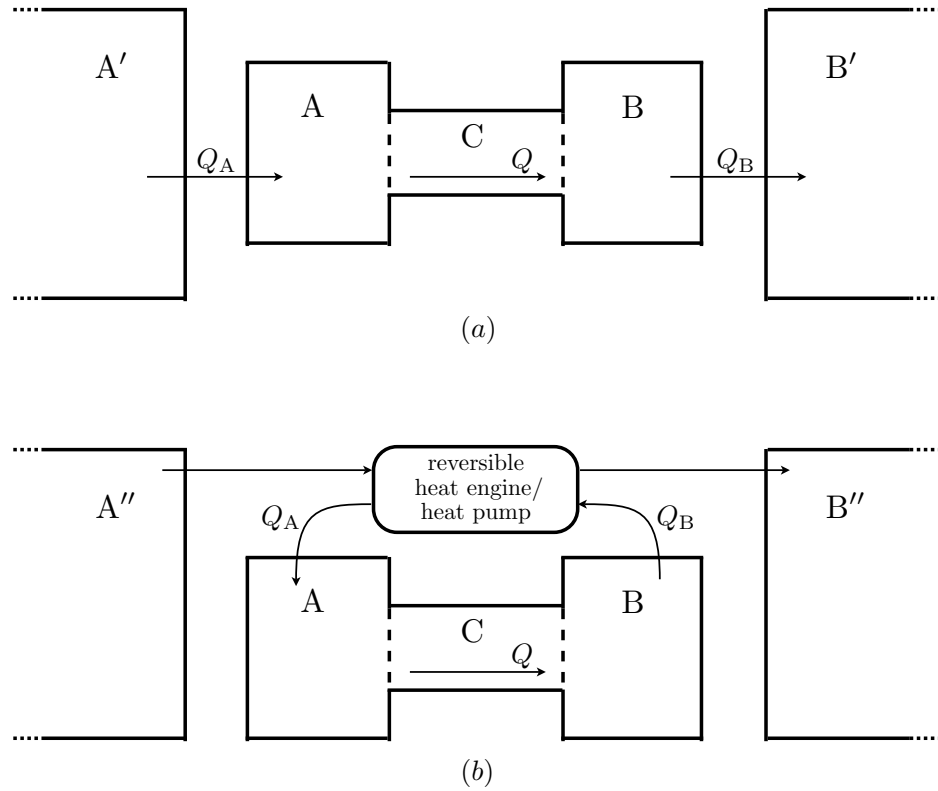 A′
A
B
B′
C
Q_A
Q
Q_B
(a)
reversible
heat engine/
heat pump
A′′
B′′
Q_A
Q_B
A
B
C
Q
(b)